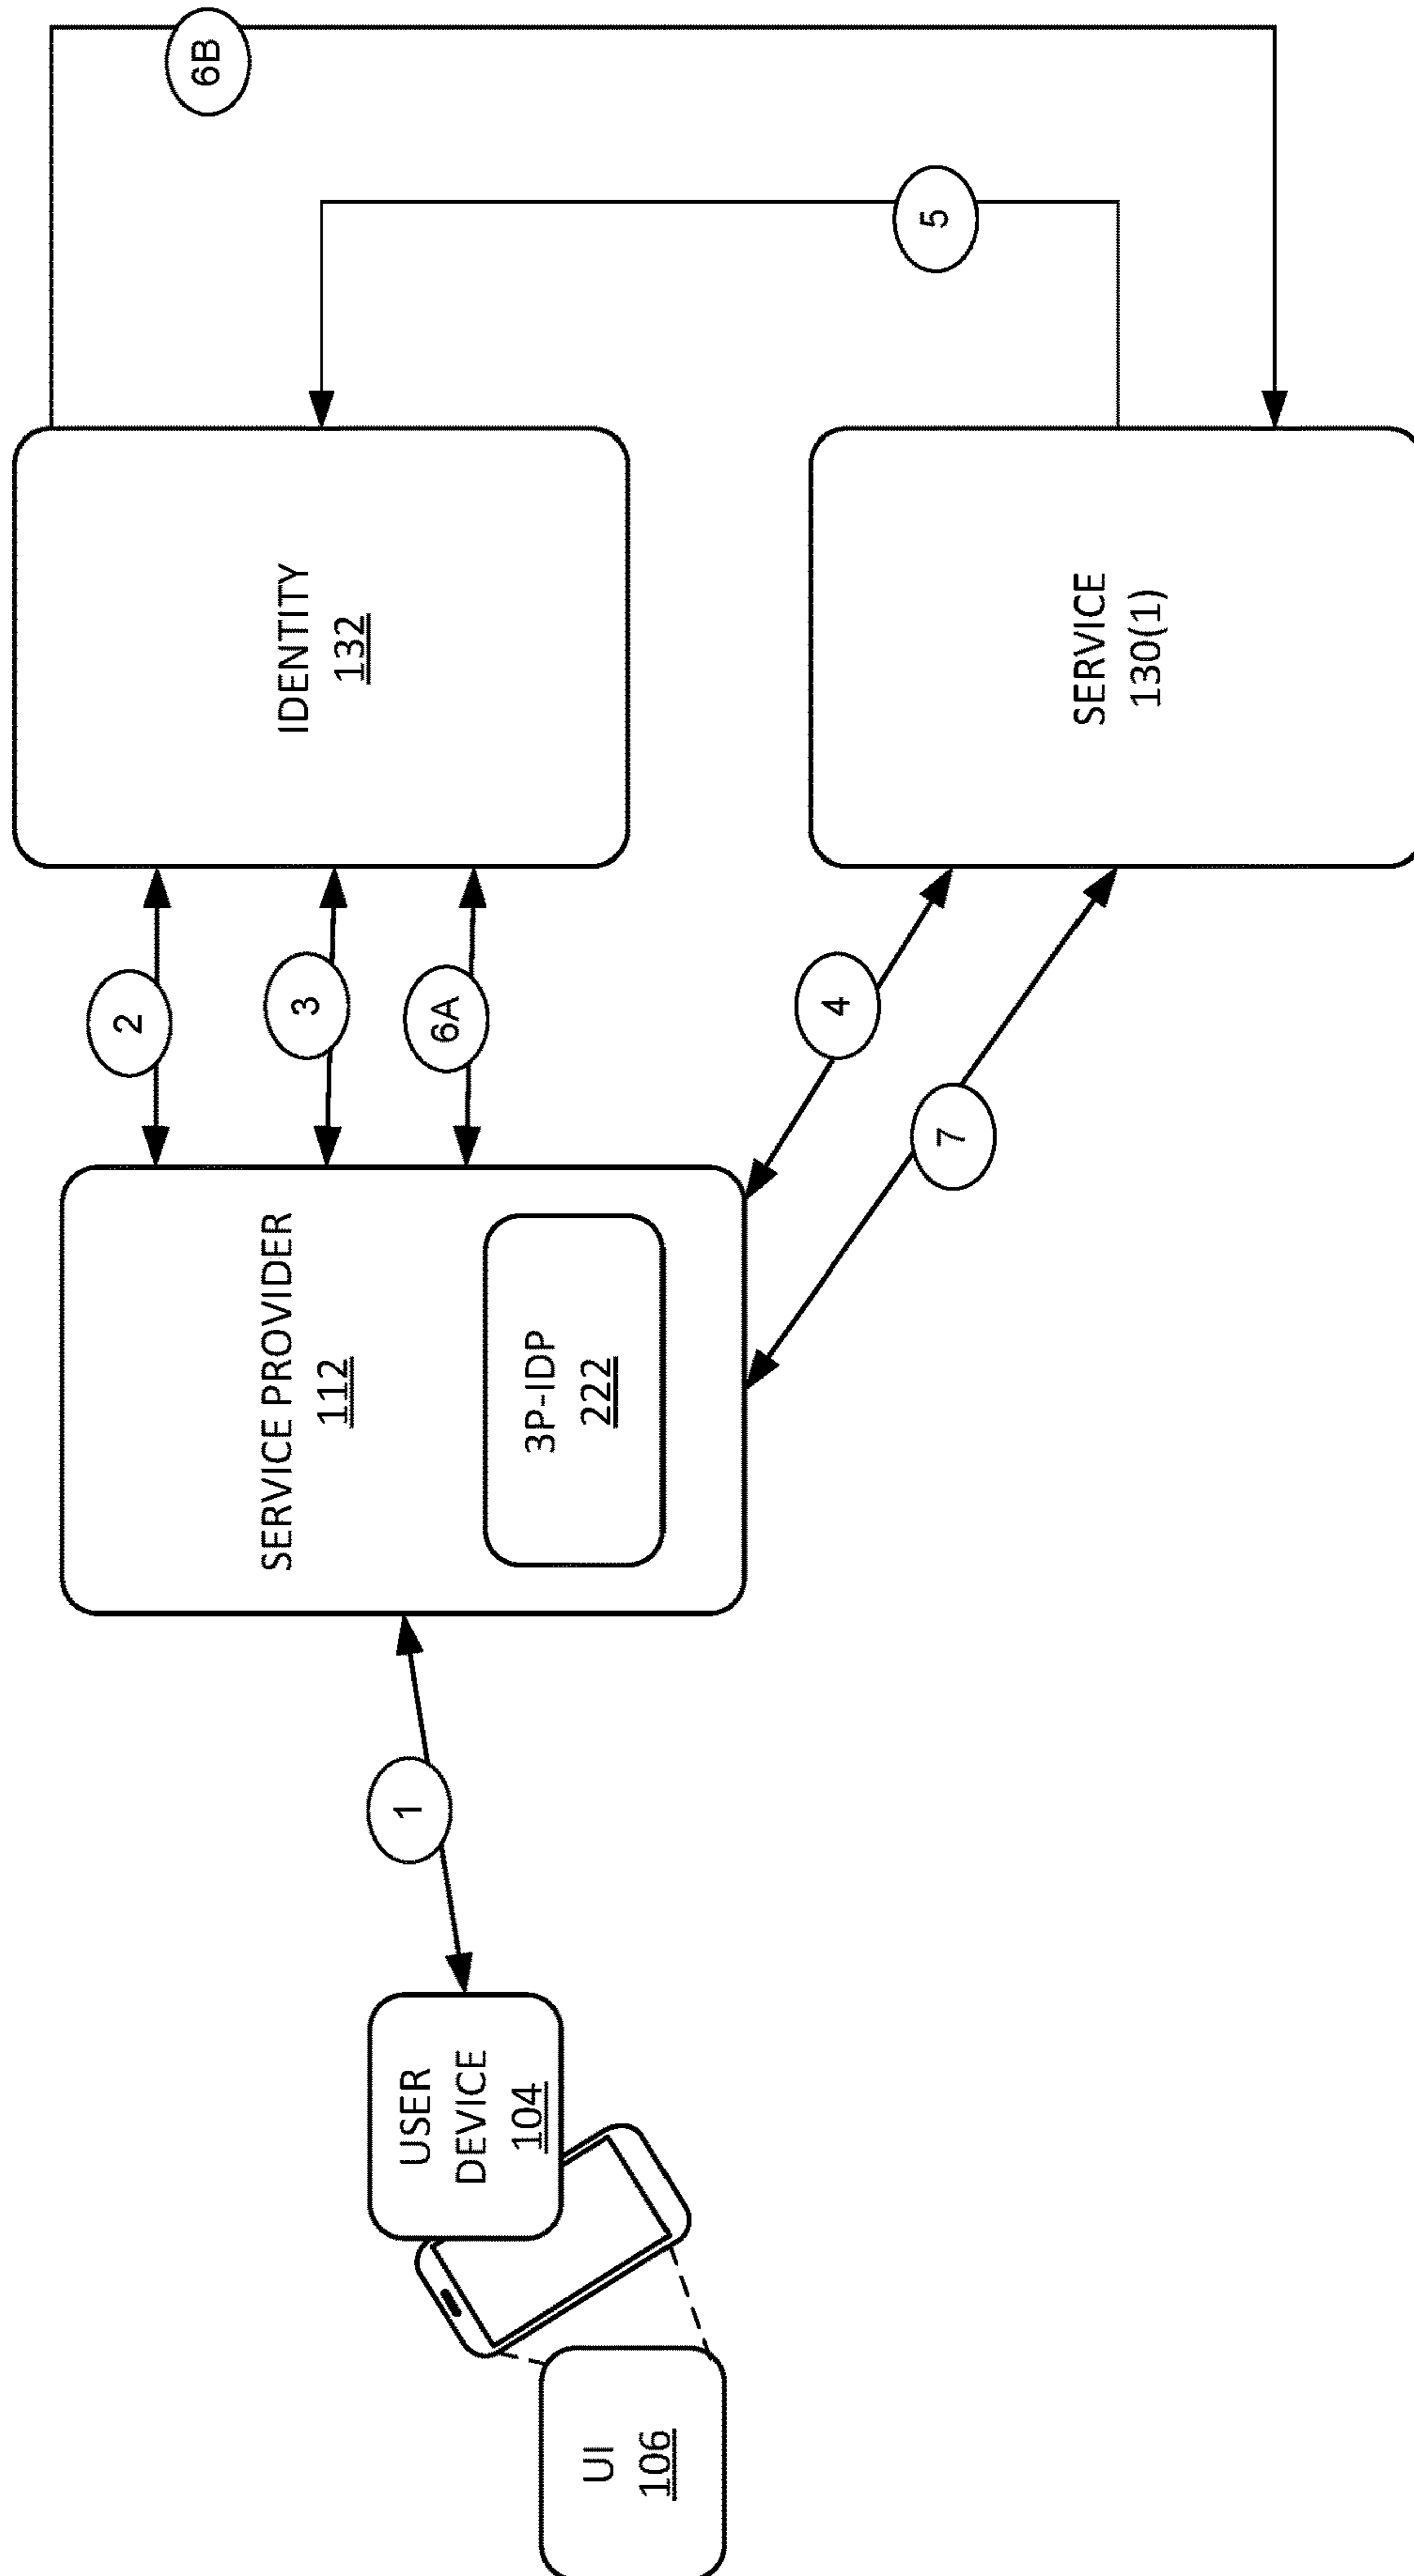 UI
106
USER
DEVICE
104
1
SERVICE PROVIDER
112
3P-IDP
222
2
3
6A
4
7
IDENTITY
132
SERVICE
130(1)
5
6B